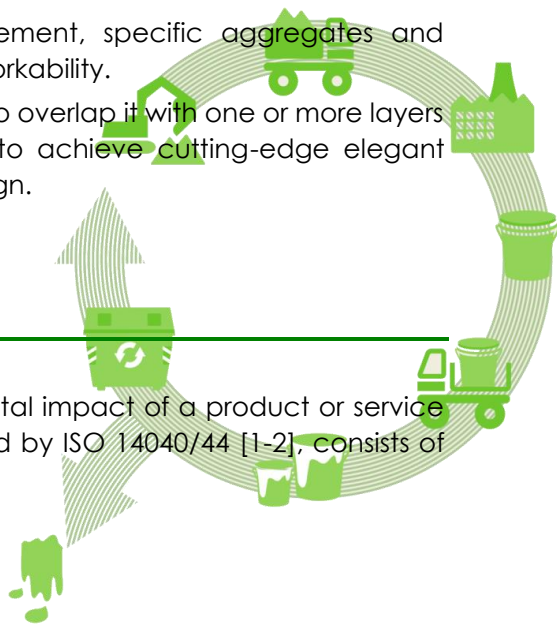 ement, specific aggregates and
orkability.
o overlap it with one or more layers
to achieve cutting-edge elegant
gn.
tal impact of a product or service
d by ISO 14040/44 [1-2], consists of